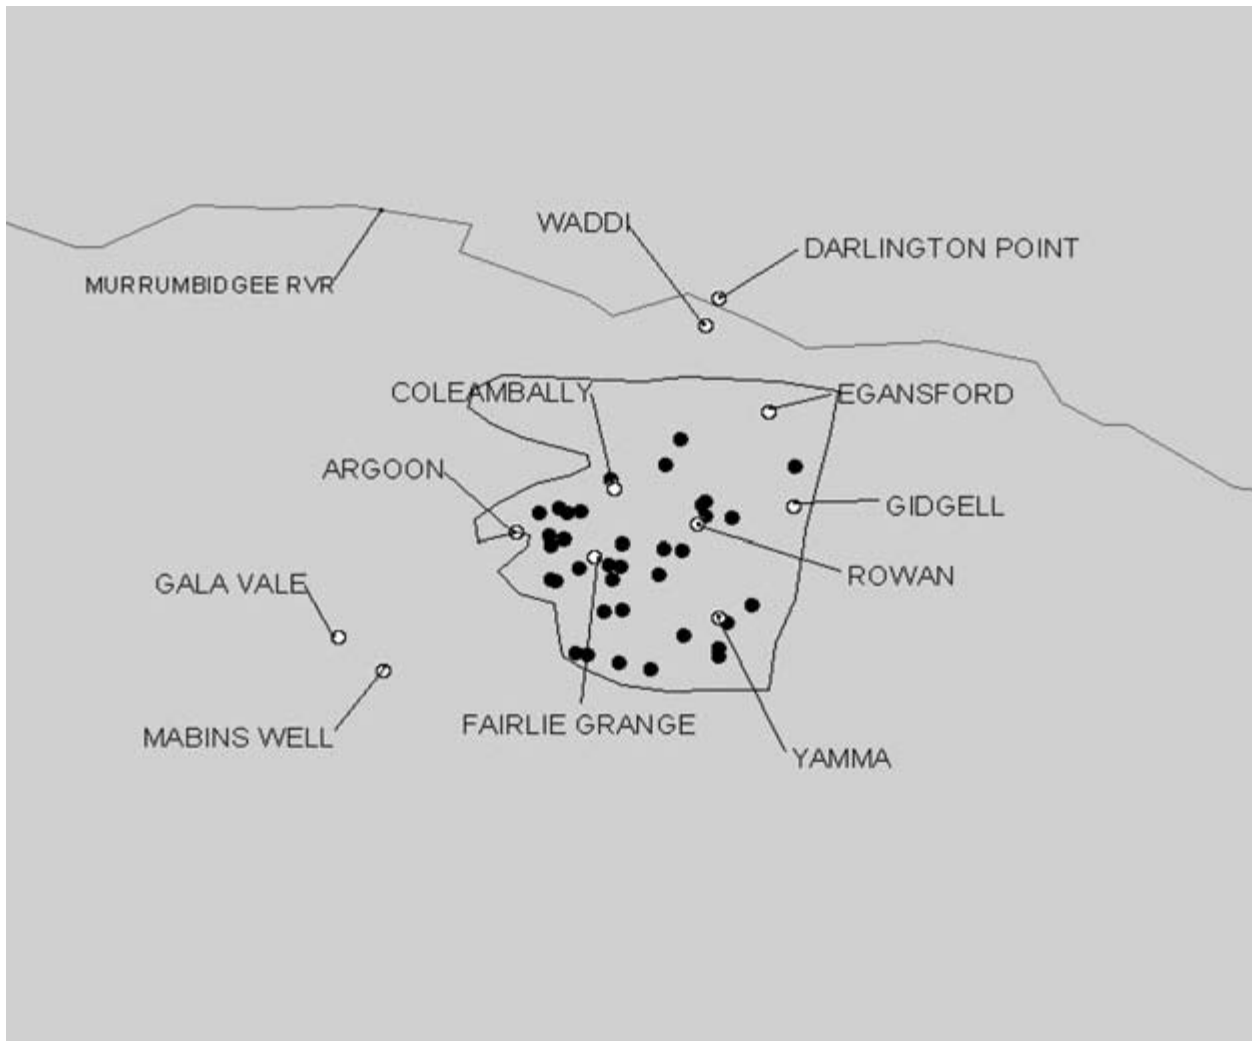 WADDI
DARLINGTON POINT
MURRUMBIDGEE RVR
COLEAMBALLY
EGANSFORD
ARGOON
GIDGELL
ROWAN
GALA VALE
FAIRLIE GRANGE
MABINS WELL
YAMMA